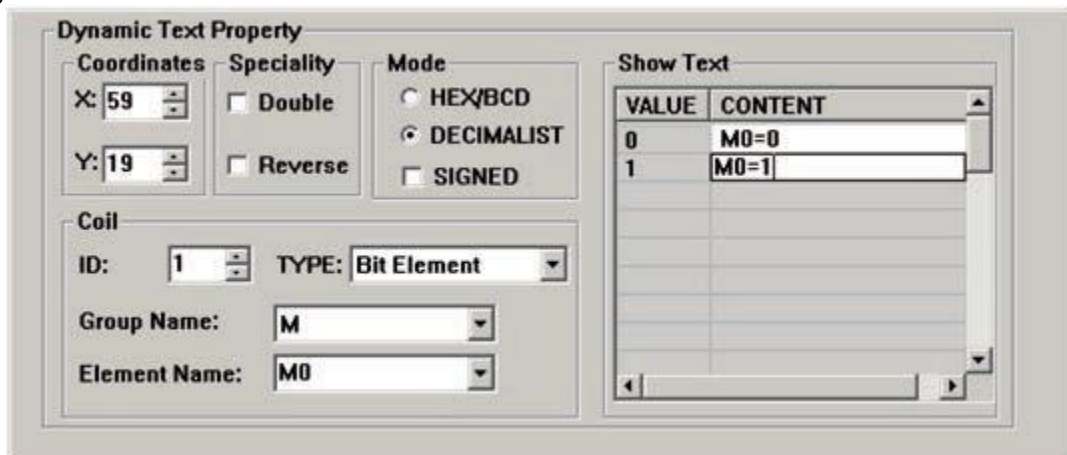 Dynamic Text Property
Coordinates
X: 59
Y: 19
Speciality
Double
Reverse
Mode
HEX/BCD
DECIMALIST
SIGNED
Coil
ID: 1 TYPE: Bit Element
Group Name: M
Element Name: M0
Show Text
VALUE CONTENT
0 M0=0
1 M0=1